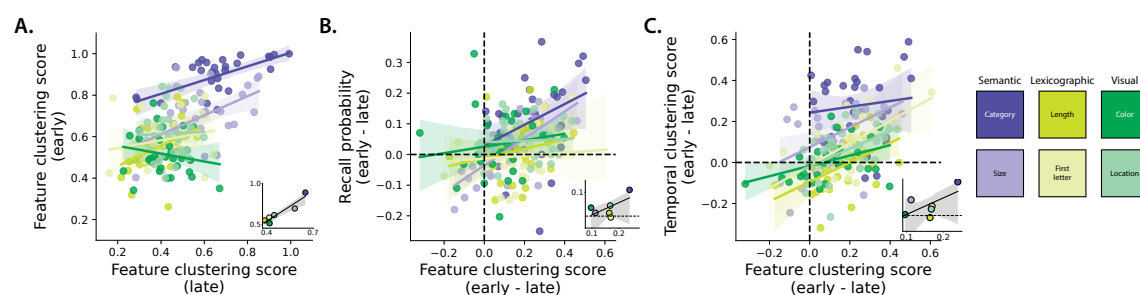 A.
Feature clustering score
(early)
1.0
0.8
0.6
0.4
0.2
0.2
0.4
0.6
0.8
1.0
Feature clustering score
(late)
0.9
0.5
0.4
0.7
B.
Recall probability
(early - late)
0.3
0.2
0.1
0.0
−0.1
−0.2
−0.4
−0.2
0.0
0.2
0.4
0.6
Feature clustering score
(early - late)
0.1
0.1
0.2
C.
Temporal clustering score
(early - late)
0.6
0.4
0.2
0.0
−0.2
−0.2
0.0
0.2
0.4
0.6
Feature clustering score
(early - late)
0.1
0.1
0.2
Semantic Lexicographic Visual
Category Length Color
Size First letter Location